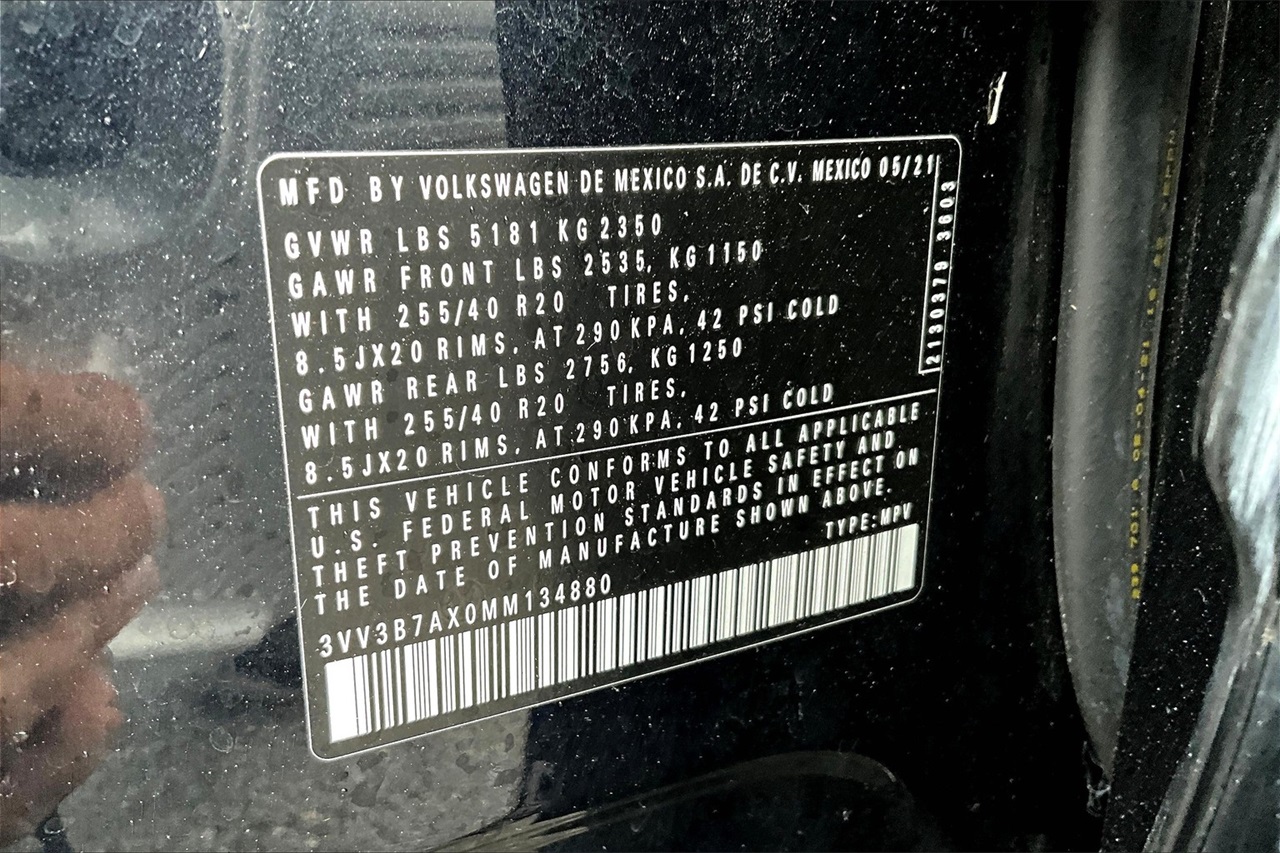 MFD BY VOLKSWAGEN DE MEXICO S.A. DE C.V. MEXICO 05/21
GVWR LBS 5181 KG 2350
GAWR FRONT LBS 2535, KG 1150
WITH 255/40 R20 TIRES,
8.5JX20 RIMS, AT 290 KPA, 42 PSI COLD
GAWR REAR LBS 2756, KG 1250
WITH 255/40 R20 TIRES,
8.5JX20 RIMS, AT 290 KPA, 42 PSI COLD
2130379 3603
THIS VEHICLE CONFORMS TO ALL APPLICABLE
U.S. FEDERAL MOTOR VEHICLE SAFETY AND
THEFT PREVENTION STANDARDS IN EFFECT ON
THE DATE OF MANUFACTURE SHOWN ABOVE.
3VV3B7AX0MM134880 TYPE:MPV